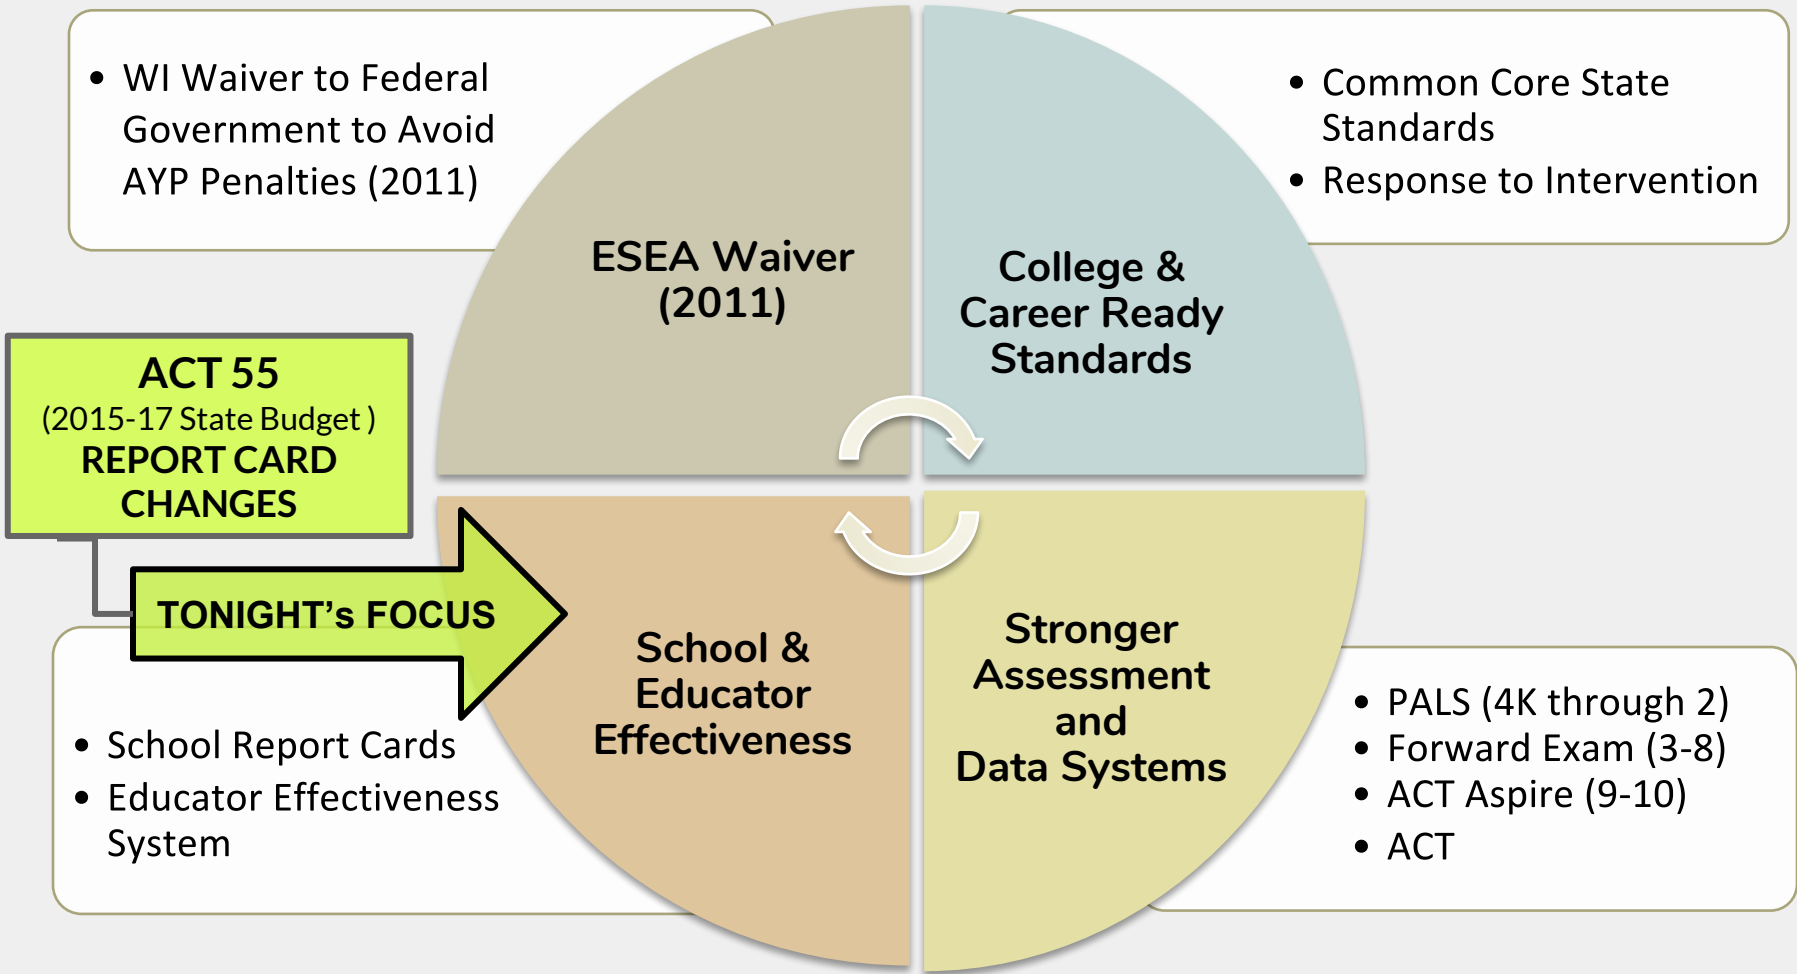 • WI Waiver to Federal
Government to Avoid
AYP Penalties (2011)
• Common Core State
Standards
• Response to Intervention
ESEA Waiver
(2011)
College &
Career Ready
Standards
ACT 55
(2015-17 State Budget )
REPORT CARD
CHANGES
TONIGHT's FOCUS
School &
Educator
Effectiveness
Stronger
Assessment
and
Data Systems
• School Report Cards
• Educator Effectiveness
System
• PALS (4K through 2)
• Forward Exam (3-8)
• ACT Aspire (9-10)
• ACT